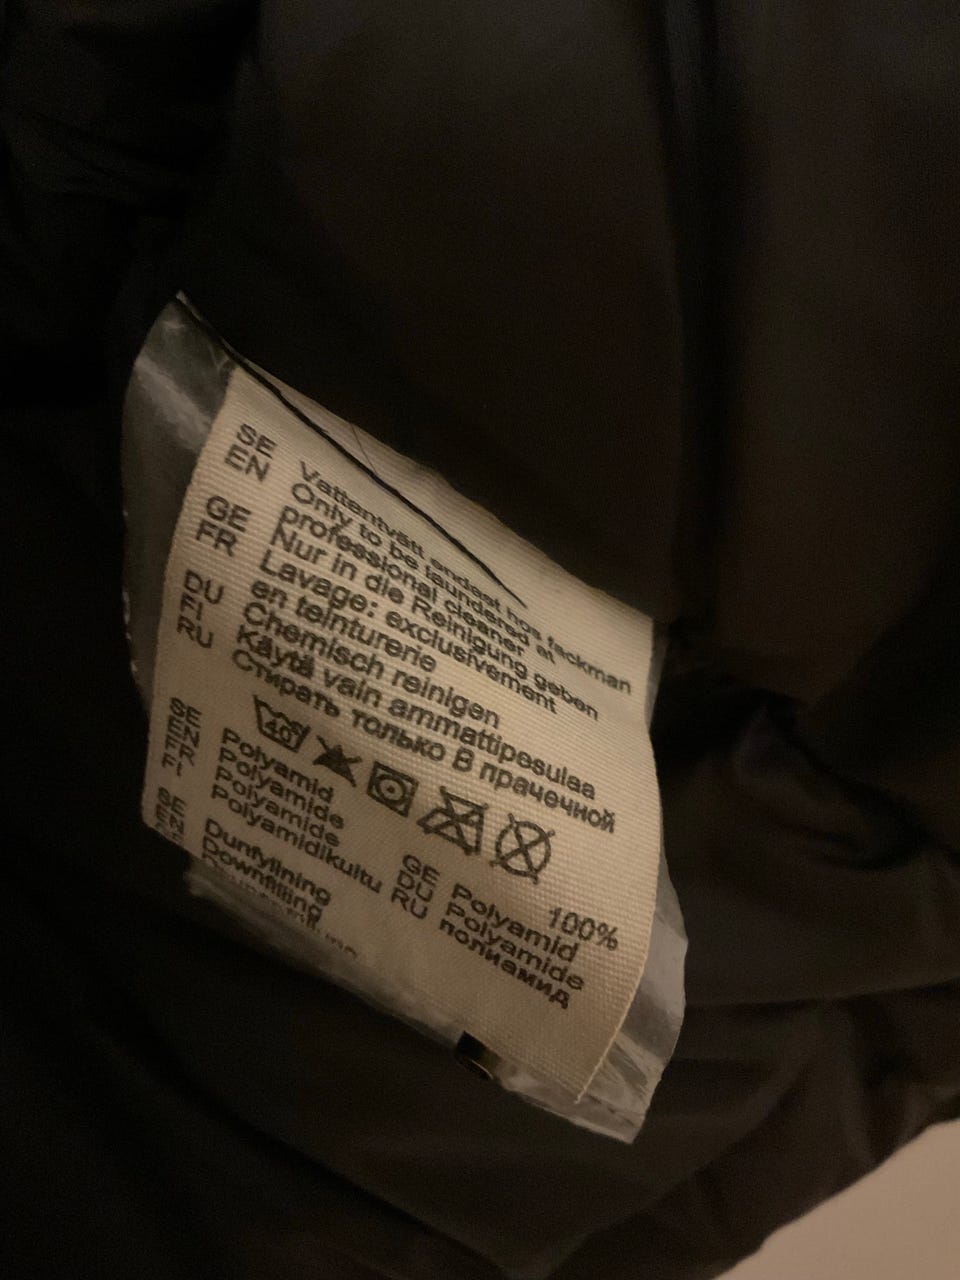 SE Vattentvätt endast hos fackman
EN Only to be laundered at
professional cleaner
GE Nur in die Reinigung geben
FR Lavage: exclusivement
en teinturerie
DU Chemisch reinigen
FI Käytä vain ammattipesulaa
RU Стирать только в прачечной
40
100%
SE Polyamid GE Polyamid
EN Polyamide DU Polyamide
FR Polyamide RU полиамид
FI Polyamidikuitu
SE Dunfyllning
EN Downfilling